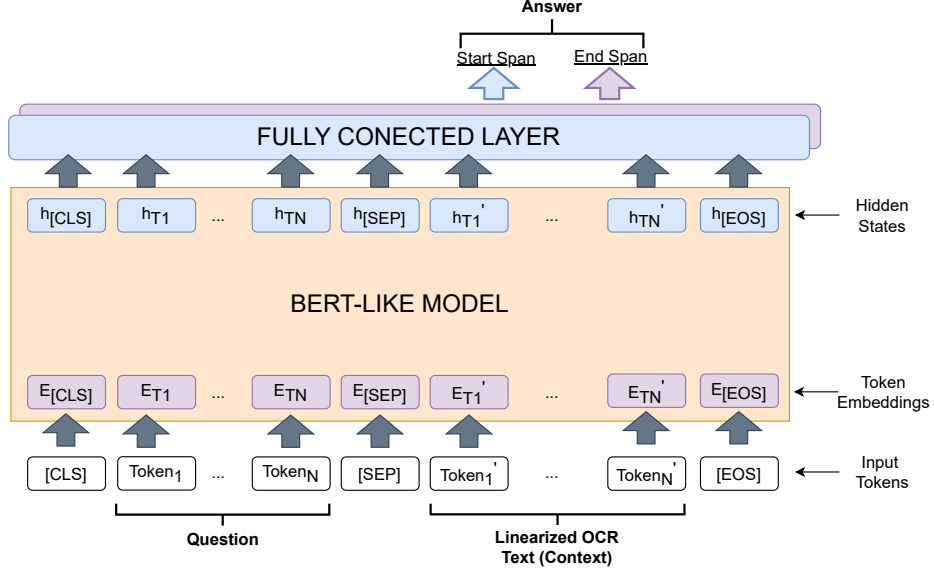 Answer
Start Span End Span
FULLY CONECTED LAYER
h[CLS] hT1 ... hTN h[SEP] hT1' ... hTN' h[EOS]
Hidden
States
BERT-LIKE MODEL
E[CLS] ET1 ... ETN E[SEP] ET1' ... ETN' E[EOS]
Token
Embeddings
[CLS] Token1 ... TokenN [SEP] Token1' ... TokenN' [EOS]
Input
Tokens
Question
Linearized OCR
Text (Context)